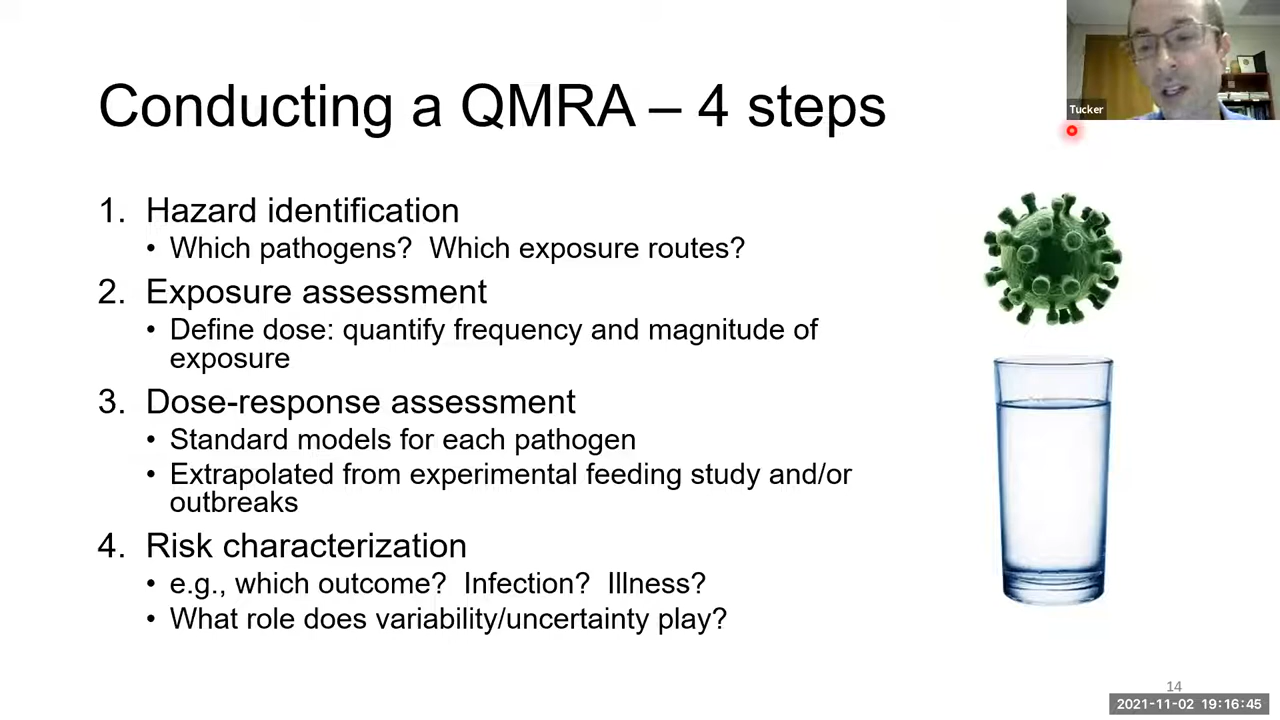 Conducting a QMRA – 4 steps
Tucker
1. Hazard identification
• Which pathogens?  Which exposure routes?
2. Exposure assessment
• Define dose: quantify frequency and magnitude of
exposure
3. Dose-response assessment
• Standard models for each pathogen
• Extrapolated from experimental feeding study and/or
outbreaks
4. Risk characterization
• e.g., which outcome?  Infection?  Illness?
• What role does variability/uncertainty play?
14
2021-11-02 19:16:45